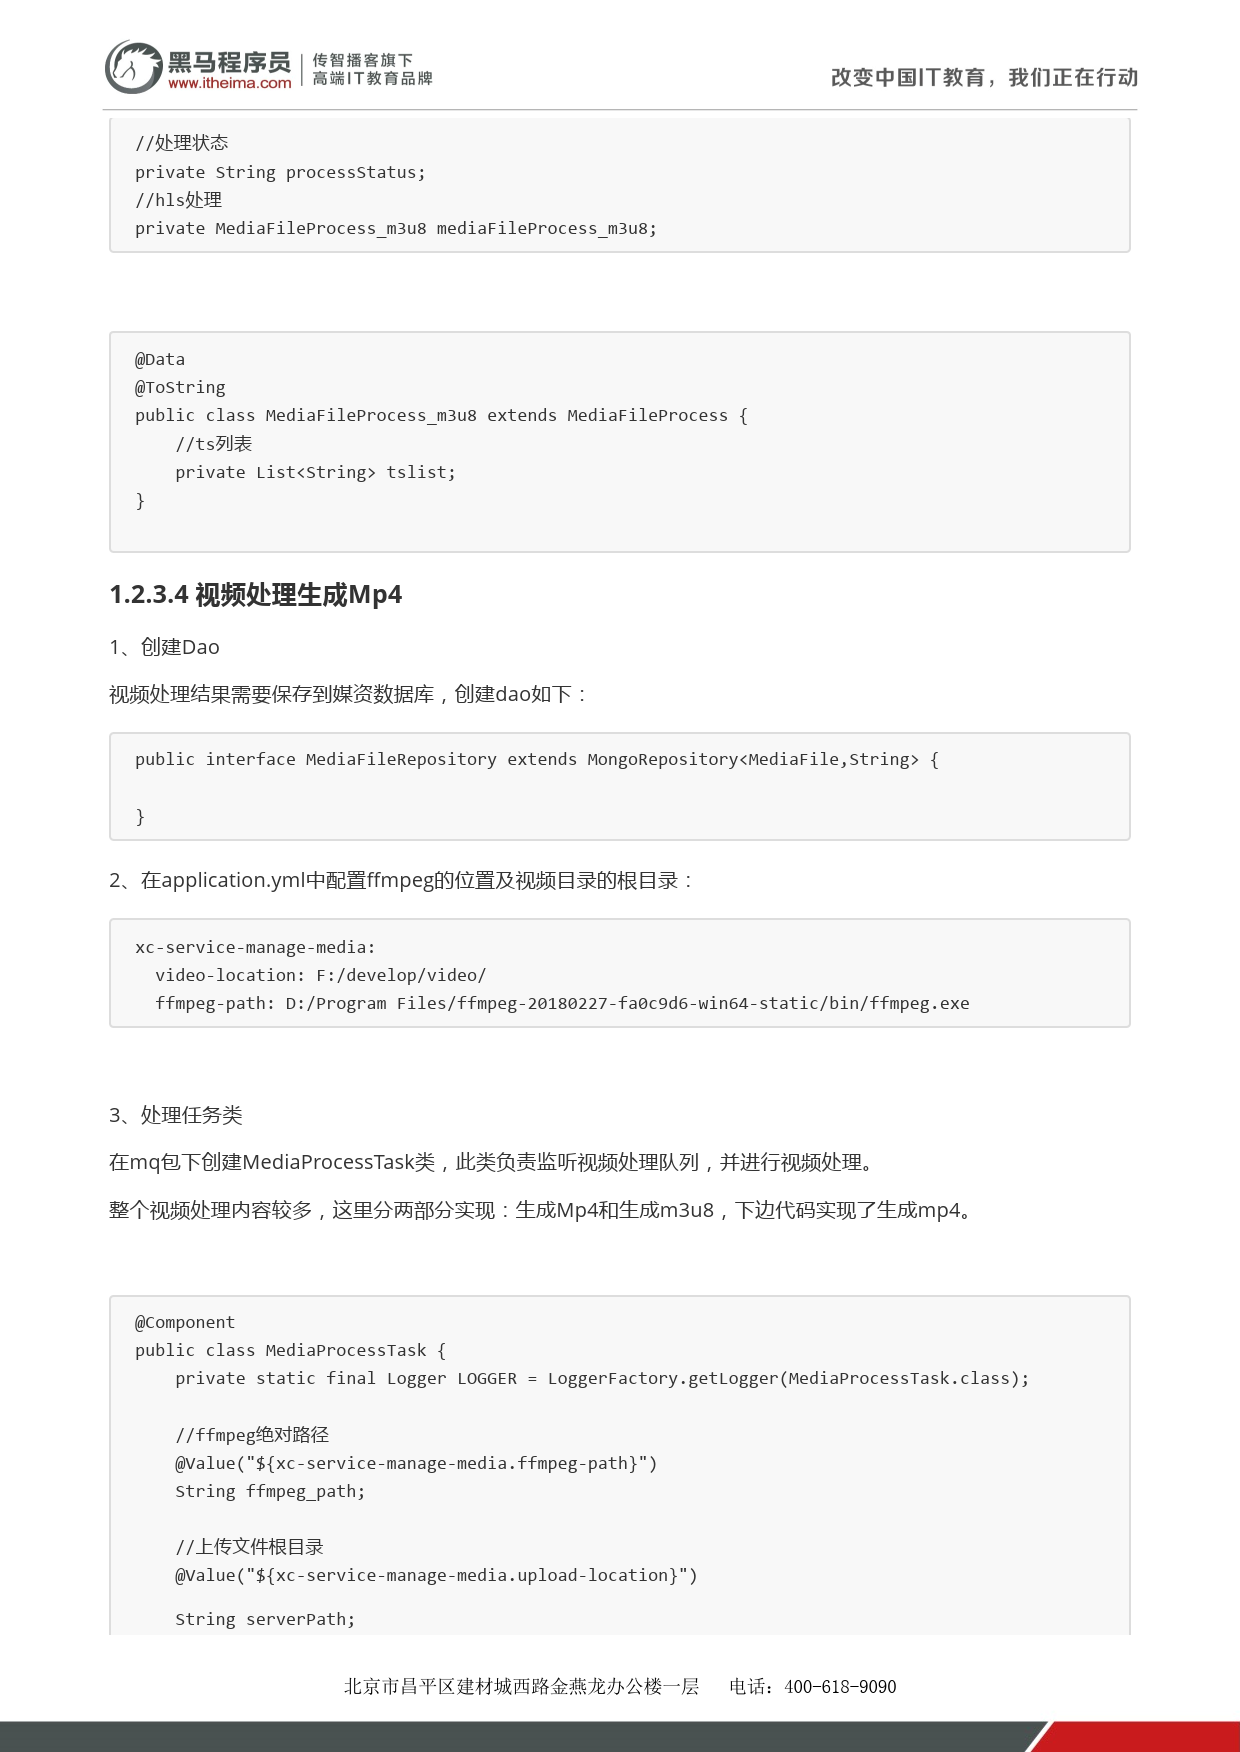 黑马程序员
www.itheima.com
传智播客旗下
高端IT教育品牌
改变中国IT教育，我们正在行动
//处理状态
private String processStatus;
//hls处理
private MediaFileProcess_m3u8 mediaFileProcess_m3u8;
@Data
@ToString
public class MediaFileProcess_m3u8 extends MediaFileProcess {
    //ts列表
    private List<String> tslist;
}
1.2.3.4 视频处理生成Mp4
1、创建Dao
视频处理结果需要保存到媒资数据库，创建dao如下：
public interface MediaFileRepository extends MongoRepository<MediaFile,String> {
}
2、在application.yml中配置ffmpeg的位置及视频目录的根目录：
xc-service-manage-media:
  video-location: F:/develop/video/
  ffmpeg-path: D:/Program Files/ffmpeg-20180227-fa0c9d6-win64-static/bin/ffmpeg.exe
3、处理任务类
在mq包下创建MediaProcessTask类，此类负责监听视频处理队列，并进行视频处理。
整个视频处理内容较多，这里分两部分实现：生成Mp4和生成m3u8，下边代码实现了生成mp4。
@Component
public class MediaProcessTask {
    private static final Logger LOGGER = LoggerFactory.getLogger(MediaProcessTask.class);
    //ffmpeg绝对路径
    @Value("${xc-service-manage-media.ffmpeg-path}")
    String ffmpeg_path;
    //上传文件根目录
    @Value("${xc-service-manage-media.upload-location}")
    String serverPath;
北京市昌平区建材城西路金燕龙办公楼一层 电话：400-618-9090